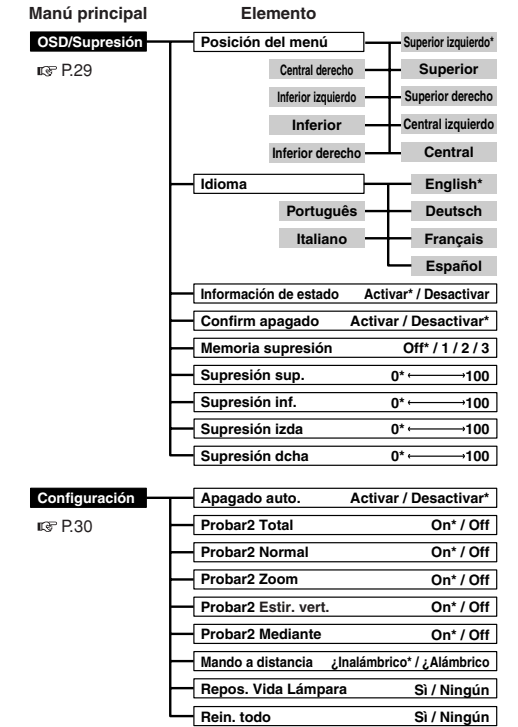 Manú principal Elemento
OSD/Supresión Posición del menú Superior izquierdo*
☞ P.29 Central derecho Superior
Inferior izquierdo Superior derecho
Inferior Central izquierdo
Inferior derecho Central
Idioma English*
Português Deutsch
Italiano Français
Español
Información de estado Activar* / Desactivar
Confirm apagado Activar / Desactivar*
Memoria supresión Off* / 1 / 2 / 3
Supresión sup. 0* ⟷ 100
Supresión inf. 0* ⟷ 100
Supresión izda 0* ⟷ 100
Supresión dcha 0* ⟷ 100
Configuración Apagado auto. Activar / Desactivar*
☞ P.30 Probar2 Total On* / Off
Probar2 Normal On* / Off
Probar2 Zoom On* / Off
Probar2 Estir. vert. On* / Off
Probar2 Mediante On* / Off
Mando a distancia ¿Inalámbrico* / ¿Alámbrico
Repos. Vida Lámpara Sì / Ningún
Rein. todo Sì / Ningún